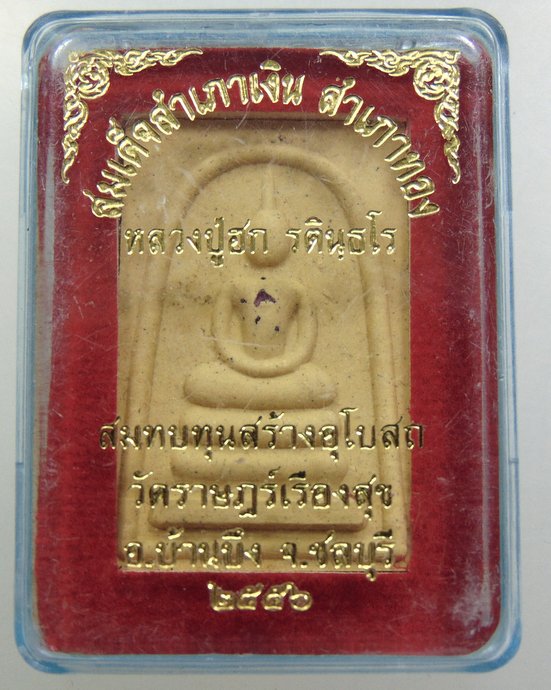 สมเด็จสำเภาเงิน สำเภาทอง
หลวงปู่ฮก รตินฺธโร
สมทบทุนสร้างอุโบสถ
วัดราษฎร์เรืองสุข
อ.บ้านบึง จ.ชลบุรี
๒๕๕๖